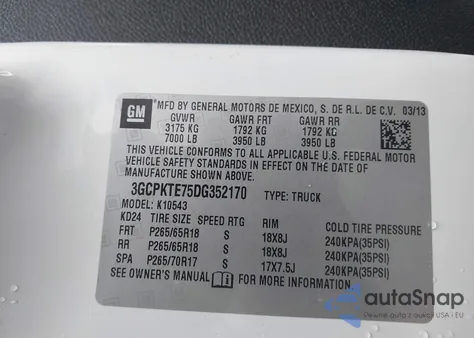 GM
MFD BY GENERAL MOTORS DE MEXICO, S. DE R.L. DE C.V. 03/13
GVWR GAWR FRT GAWR RR
3175 KG 1792 KG 1792 KG
7000 LB 3950 LB 3950 LB
THIS VEHICLE CONFORMS TO ALL APPLICABLE U.S. FEDERAL MOTOR
VEHICLE SAFETY STANDARDS IN EFFECT ON THE DATE OF
MANUFACTURE SHOWN ABOVE.
3GCPKTE75DG352170 TYPE: TRUCK
MODEL: K10543
KD24 TIRE SIZE SPEED RTG RIM COLD TIRE PRESSURE
FRT P265/65R18 S 18X8J 240KPA(35PSI)
RR P265/65R18 S 18X8J 240KPA(35PSI)
SPA P265/70R17 S 17X7.5J 240KPA(35PSI)
SEE OWNER'S MANUAL FOR MORE INFORMATION.
autoSnap